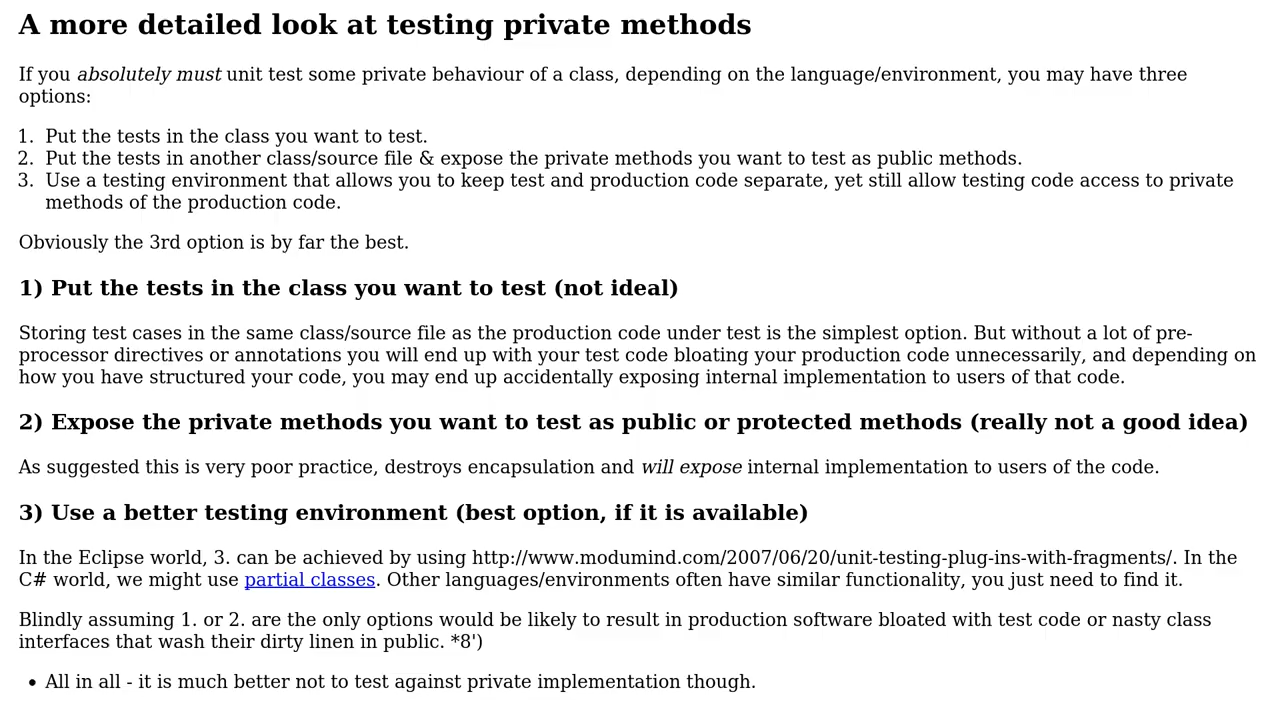 A more detailed look at testing private methods
If you absolutely must unit test some private behaviour of a class, depending on the language/environment, you may have three
options:
1. Put the tests in the class you want to test.
2. Put the tests in another class/source file & expose the private methods you want to test as public methods.
3. Use a testing environment that allows you to keep test and production code separate, yet still allow testing code access to private
methods of the production code.
Obviously the 3rd option is by far the best.
1) Put the tests in the class you want to test (not ideal)
Storing test cases in the same class/source file as the production code under test is the simplest option. But without a lot of pre-
processor directives or annotations you will end up with your test code bloating your production code unnecessarily, and depending on
how you have structured your code, you may end up accidentally exposing internal implementation to users of that code.
2) Expose the private methods you want to test as public or protected methods (really not a good idea)
As suggested this is very poor practice, destroys encapsulation and will expose internal implementation to users of the code.
3) Use a better testing environment (best option, if it is available)
In the Eclipse world, 3. can be achieved by using http://www.modumind.com/2007/06/20/unit-testing-plug-ins-with-fragments/. In the
C# world, we might use partial classes. Other languages/environments often have similar functionality, you just need to find it.
Blindly assuming 1. or 2. are the only options would be likely to result in production software bloated with test code or nasty class
interfaces that wash their dirty linen in public. *8')
• All in all - it is much better not to test against private implementation though.